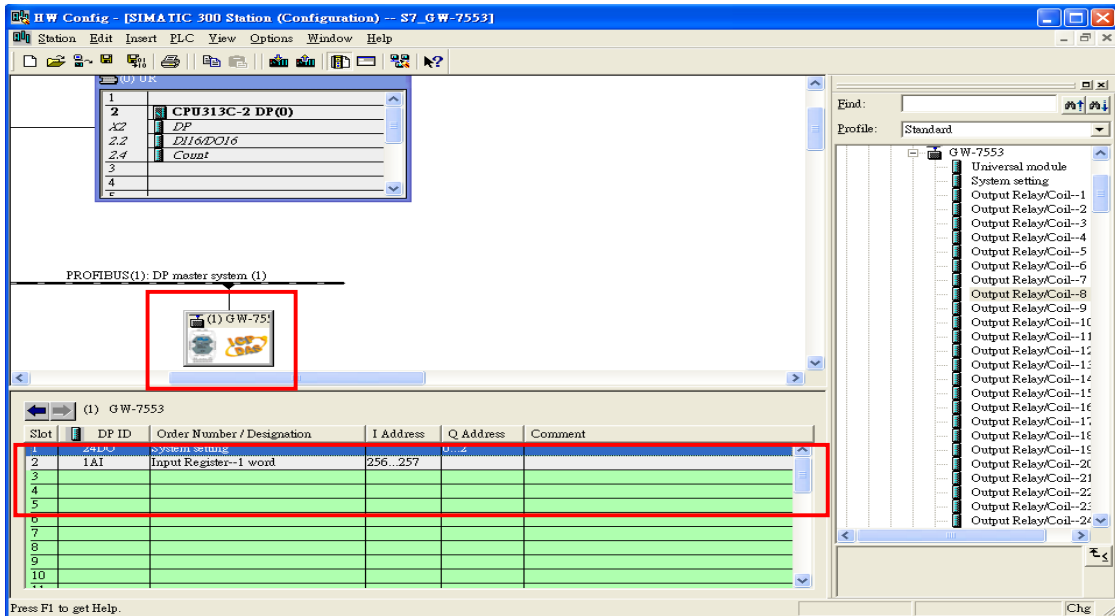 HW Config - [SIMATIC 300 Station (Configuration) -- S7_GW-7553]
Station Edit Insert PLC View Options Window Help
(0) UR
1
2 CPU313C-2 DP(0)
X2 DP
2.2 DI16/DO16
2.4 Count
3
4
PROFIBUS(1): DP master system (1)
(1) GW-75
ICP
DAS
(1) GW-7553
Slot DP ID Order Number / Designation I Address Q Address Comment
1 24DO System setting 0...2
2 1AI Input Register--1 word 256...257
3
4
5
6
7
8
9
10
11
Find:
Profile: Standard
GW-7553
Universal module
System setting
Output Relay/Coil--1
Output Relay/Coil--2
Output Relay/Coil--3
Output Relay/Coil--4
Output Relay/Coil--5
Output Relay/Coil--6
Output Relay/Coil--7
Output Relay/Coil--8
Output Relay/Coil--9
Output Relay/Coil--10
Output Relay/Coil--11
Output Relay/Coil--12
Output Relay/Coil--13
Output Relay/Coil--14
Output Relay/Coil--15
Output Relay/Coil--16
Output Relay/Coil--17
Output Relay/Coil--18
Output Relay/Coil--19
Output Relay/Coil--20
Output Relay/Coil--21
Output Relay/Coil--22
Output Relay/Coil--23
Output Relay/Coil--24
Press F1 to get Help.
Chg